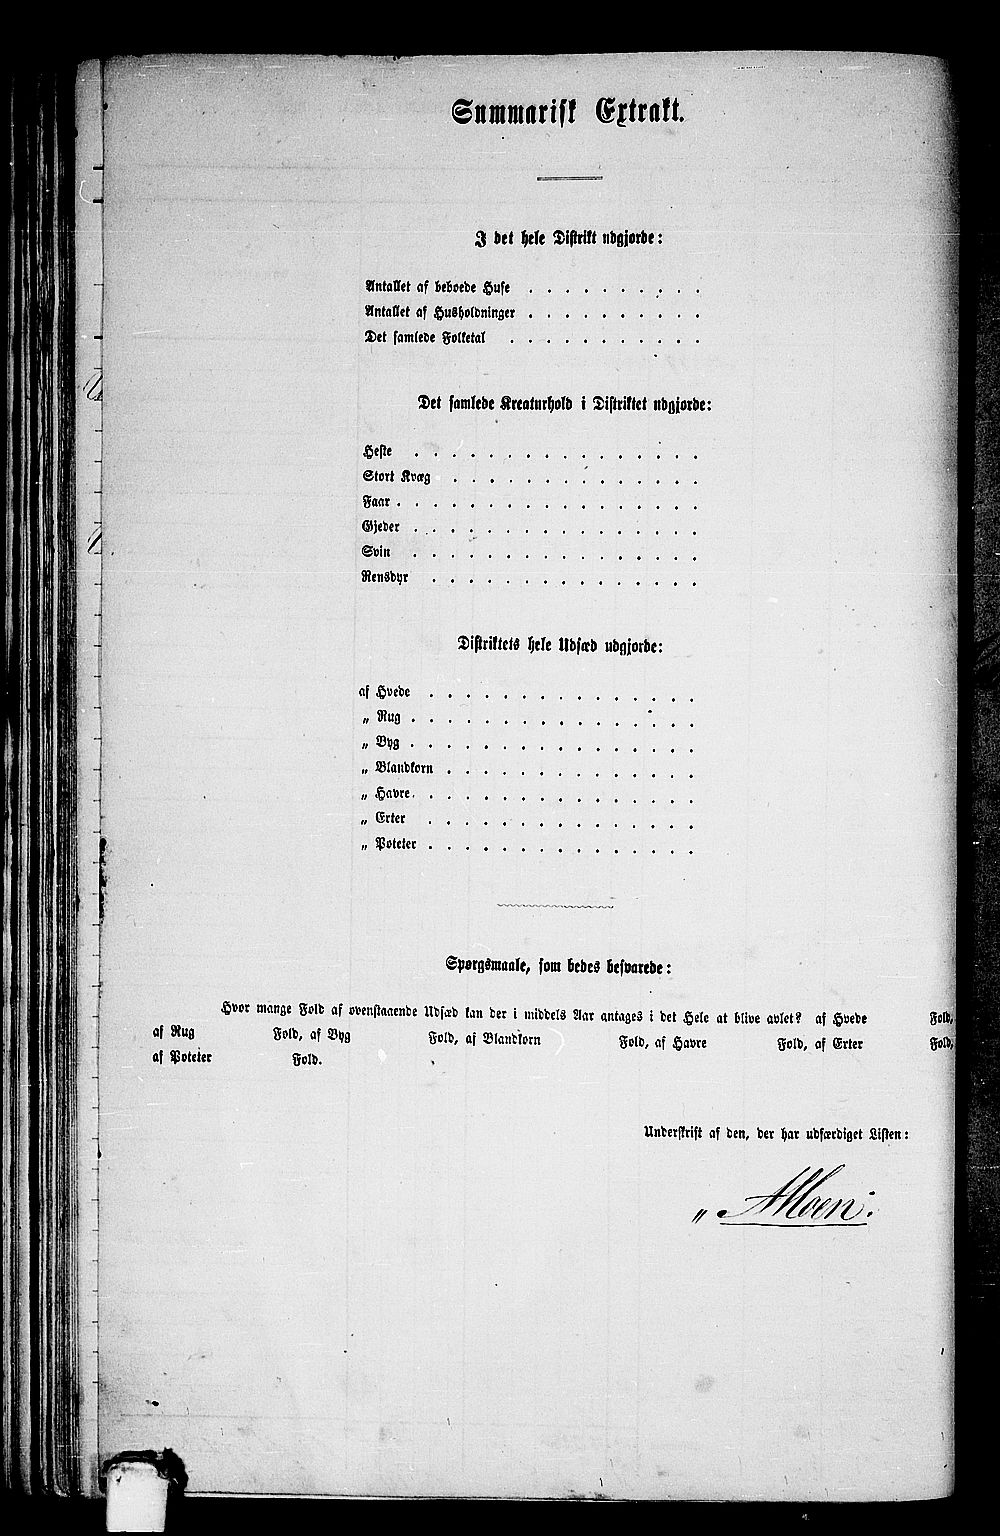 Summarisk Extrakt.
I det hele Distrikt udgjorde:
Antallet af beboede Huse . . . . . . . . . .
Antallet af Husholdninger . . . . . . . . . .
Det samlede Folketal . . . . . . . . . . .
Det samlede Kreaturhold i Distriktet udgjorde:
Heste . . . . . . . . . . . . . . . .
Stort Kvæg . . . . . . . . . . . . . .
Faar . . . . . . . . . . . . . . . . .
Gjeder . . . . . . . . . . . . . . . .
Svin . . . . . . . . . . . . . . . .
Rensdyr . . . . . . . . . . . . . . .
Distriktets hele Udsæd udgjorde:
af Hvede . . . . . . . . . . . . . . .
„ Rug . . . . . . . . . . . . . . . .
„ Byg . . . . . . . . . . . . . . . .
„ Blandkorn . . . . . . . . . . . . . .
„ Havre . . . . . . . . . . . . . . . .
„ Erter . . . . . . . . . . . . . . .
„ Poteter . . . . . . . . . . . . . . .
Spørgsmaale, som bedes besvarede:
Hvor mange Fold af ovenstaaende Udsæd kan der i middels Aar antages i det Hele at blive avlet? af Hvede Fold,
af Rug Fold, af Byg Fold, af Blandkorn Fold, af Havre Fold, af Erter Fold,
af Poteter Fold.
Underskrift af den, der har udfærdiget Listen:
„ AMoen: